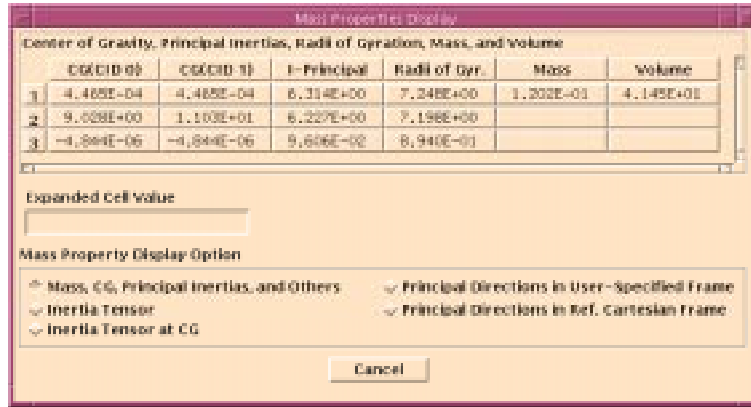 Mass Properties Display
Center of Gravity, Principal Inertias, Radii of Gyration, Mass, and Volume
CG(CID 0) CG(CID 1) I-Principal Radii of Gyr. Mass Volume
1 4.465E-04 4.465E-04 6.314E+00 7.248E+00 1.202E-01 4.145E+01
2 9.028E+00 1.103E+01 6.227E+00 7.198E+00
3 -4.844E-06 -4.844E-06 9.606E-02 8.940E-01
Expanded Cell Value
Mass Property Display Option
Mass, CG, Principal Inertias, and Others
Principal Directions in User-Specified Frame
Inertia Tensor
Principal Directions in Ref. Cartesian Frame
Inertia Tensor at CG
Cancel